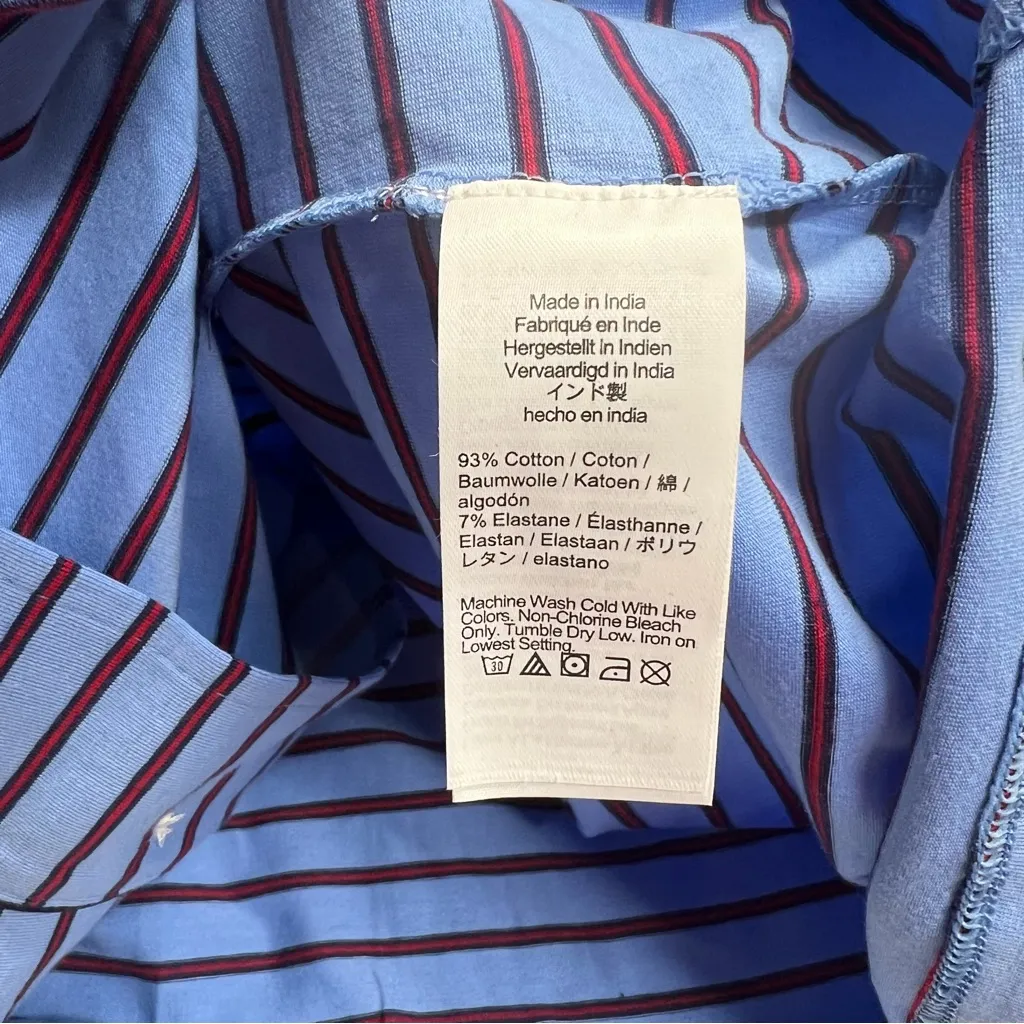 Made in India
Fabriqué en Inde
Hergestellt in Indien
Vervaardigd in India
インド製
hecho en india
93% Cotton / Coton /
Baumwolle / Katoen / 綿 /
algodón
7% Elastane / Élasthanne /
Elastan / Elastaan / ポリウ
レタン / elastano
Machine Wash Cold With Like
Colors. Non-Chlorine Bleach
Only. Tumble Dry Low. Iron on
Lowest Setting.
30